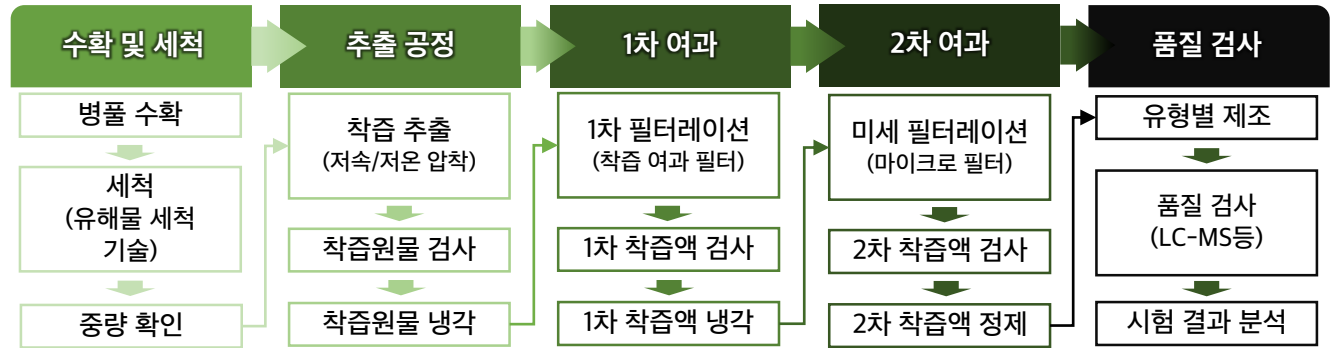 수확 및 세척
추출 공정
1차 여과
2차 여과
품질 검사
병풀 수확
세척
(유해물 세척
기술)
중량 확인
착즙 추출
(저속/저온 압착)
착즙원물 검사
착즙원물 냉각
1차 필터레이션
(착즙 여과 필터)
1차 착즙액 검사
1차 착즙액 냉각
미세 필터레이션
(마이크로 필터)
2차 착즙액 검사
2차 착즙액 정제
유형별 제조
품질 검사
(LC-MS등)
시험 결과 분석